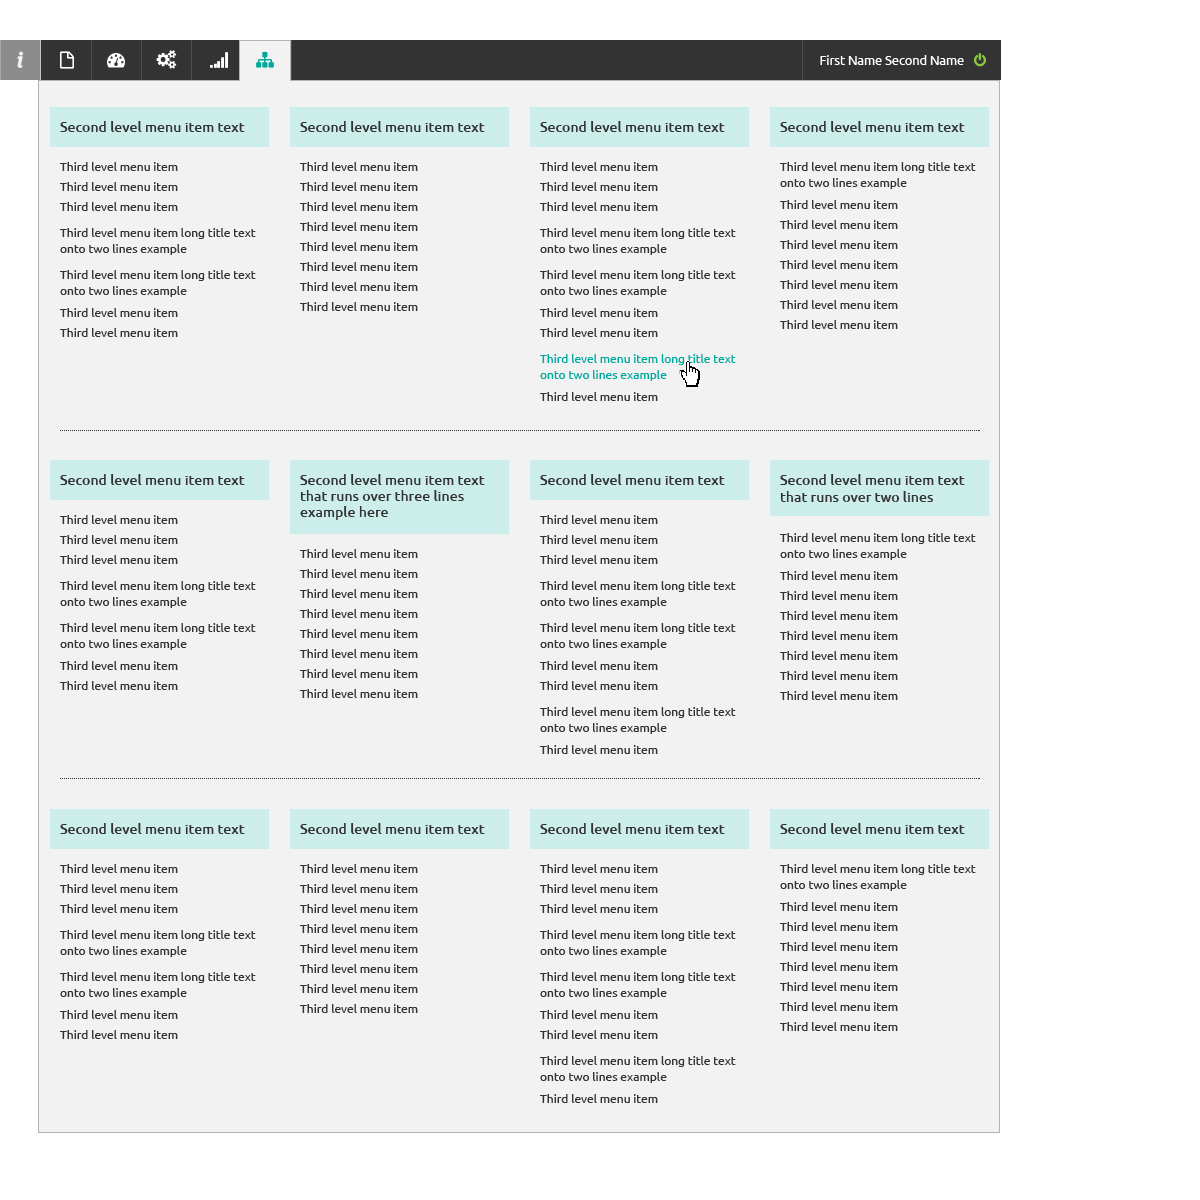 i
First Name Second Name
Second level menu item text
Third level menu item
Third level menu item
Third level menu item
Third level menu item long title text
onto two lines example
Third level menu item long title text
onto two lines example
Third level menu item
Third level menu item
Second level menu item text
Third level menu item
Third level menu item
Third level menu item
Third level menu item
Third level menu item
Third level menu item
Third level menu item
Third level menu item
Second level menu item text
Third level menu item
Third level menu item
Third level menu item
Third level menu item long title text
onto two lines example
Third level menu item long title text
onto two lines example
Third level menu item
Third level menu item
Third level menu item long title text
onto two lines example
Third level menu item
Second level menu item text
Third level menu item long title text
onto two lines example
Third level menu item
Third level menu item
Third level menu item
Third level menu item
Third level menu item
Third level menu item
Third level menu item
Second level menu item text
Third level menu item
Third level menu item
Third level menu item
Third level menu item long title text
onto two lines example
Third level menu item long title text
onto two lines example
Third level menu item
Third level menu item
Second level menu item text
that runs over three lines
example here
Third level menu item
Third level menu item
Third level menu item
Third level menu item
Third level menu item
Third level menu item
Third level menu item
Third level menu item
Second level menu item text
Third level menu item
Third level menu item
Third level menu item
Third level menu item long title text
onto two lines example
Third level menu item long title text
onto two lines example
Third level menu item
Third level menu item
Third level menu item long title text
onto two lines example
Third level menu item
Second level menu item text
that runs over two lines
Third level menu item long title text
onto two lines example
Third level menu item
Third level menu item
Third level menu item
Third level menu item
Third level menu item
Third level menu item
Third level menu item
Second level menu item text
Third level menu item
Third level menu item
Third level menu item
Third level menu item long title text
onto two lines example
Third level menu item long title text
onto two lines example
Third level menu item
Third level menu item
Second level menu item text
Third level menu item
Third level menu item
Third level menu item
Third level menu item
Third level menu item
Third level menu item
Third level menu item
Third level menu item
Second level menu item text
Third level menu item
Third level menu item
Third level menu item
Third level menu item long title text
onto two lines example
Third level menu item long title text
onto two lines example
Third level menu item
Third level menu item
Third level menu item long title text
onto two lines example
Third level menu item
Second level menu item text
Third level menu item long title text
onto two lines example
Third level menu item
Third level menu item
Third level menu item
Third level menu item
Third level menu item
Third level menu item
Third level menu item